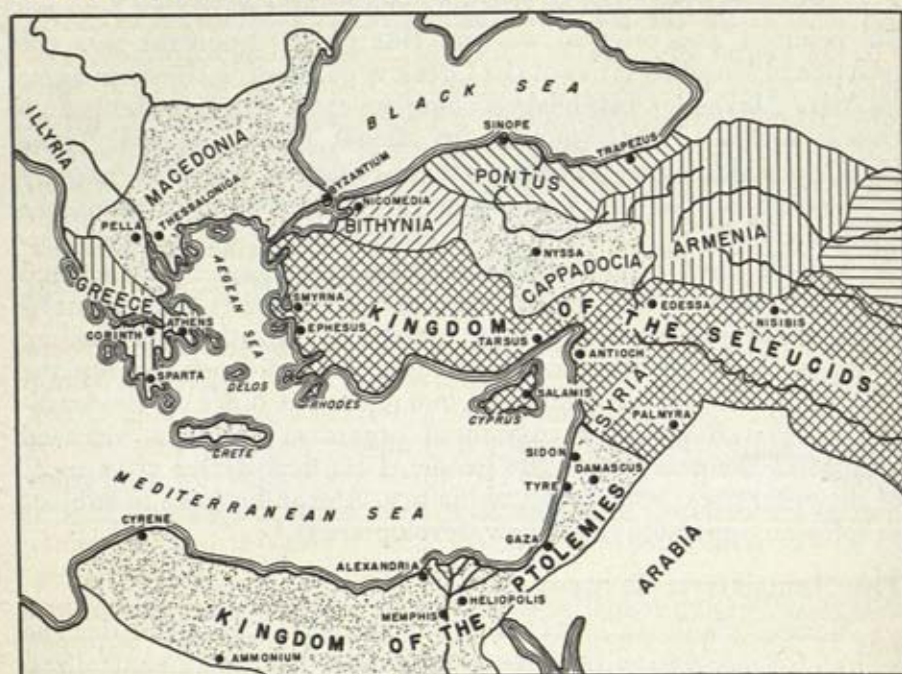 BLACK SEA
ILLYRIA
MACEDONIA
SINOPE
TRAPEZUS
BYZANTIUM
PONTUS
THESSALONICA
NICOMEDIA
BITHYNIA
PELLA
NYSSA
ARMENIA
CAPPADOCIA
AEGEAN SEA
GREECE
SMYRNA
EDESSA
NISIBIS
KINGDOM OF THE SELEUCIDS
ATHENS
CORINTH
EPHESUS
TARSUS
ANTIOCH
SPARTA
DELOS
RHODES
SALAMIS
CYPRUS
SYRIA
PALMYRA
CRETE
SIDON
DAMASCUS
TYRE
MEDITERRANEAN SEA
CYRENE
GAZA
ARABIA
ALEXANDRIA
HELIOPOLIS
MEMPHIS
KINGDOM OF THE PTOLEMIES
AMMONIUM